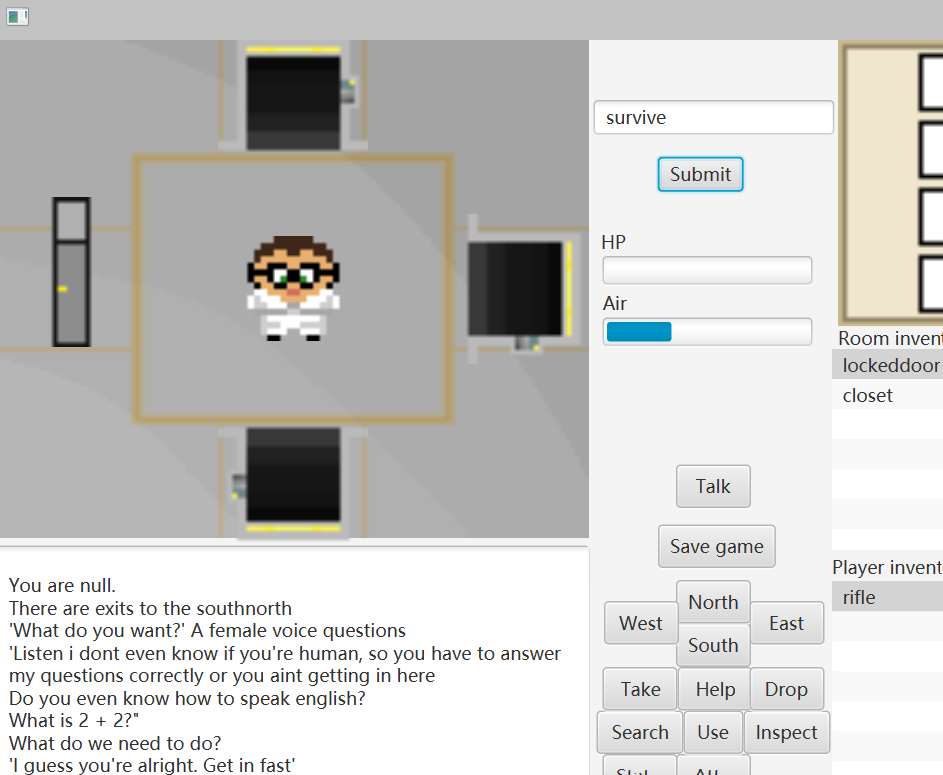 survive
Submit
HP
Air
Talk
Save game
North
West
East
South
Take
Help
Drop
Search
Use
Inspect
Room invent
lockeddoor
closet
Player invent
rifle
You are null.
There are exits to the southnorth
'What do you want?' A female voice questions
'Listen i dont even know if you're human, so you have to answer
my questions correctly or you aint getting in here
Do you even know how to speak english?
What is 2 + 2?"
What do we need to do?
'I guess you're alright. Get in fast'